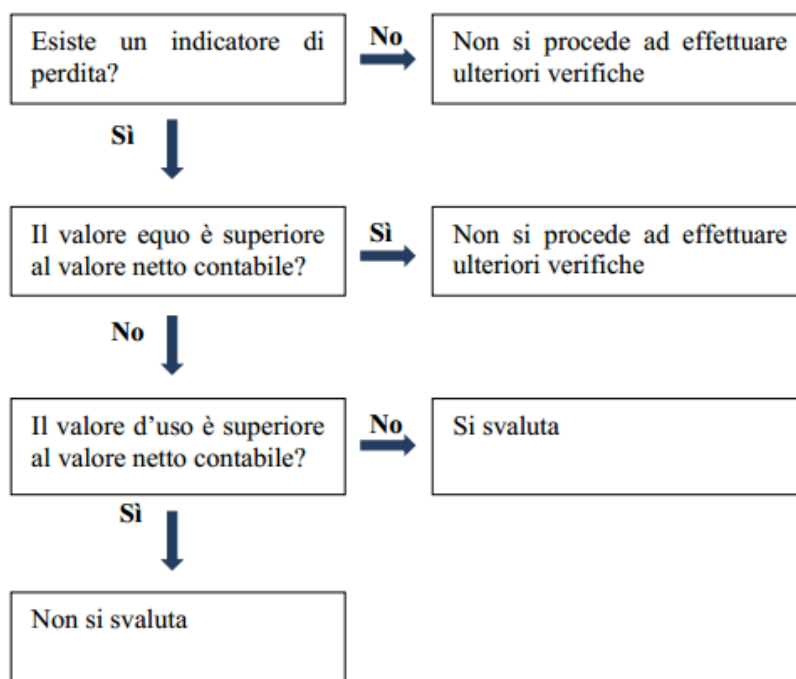 Esiste un indicatore di
perdita?
No
Non si procede ad effettuare
ulteriori verifiche
Sì
Il valore equo è superiore
al valore netto contabile?
Sì
Non si procede ad effettuare
ulteriori verifiche
No
Il valore d'uso è superiore
al valore netto contabile?
No
Si svaluta
Sì
Non si svaluta